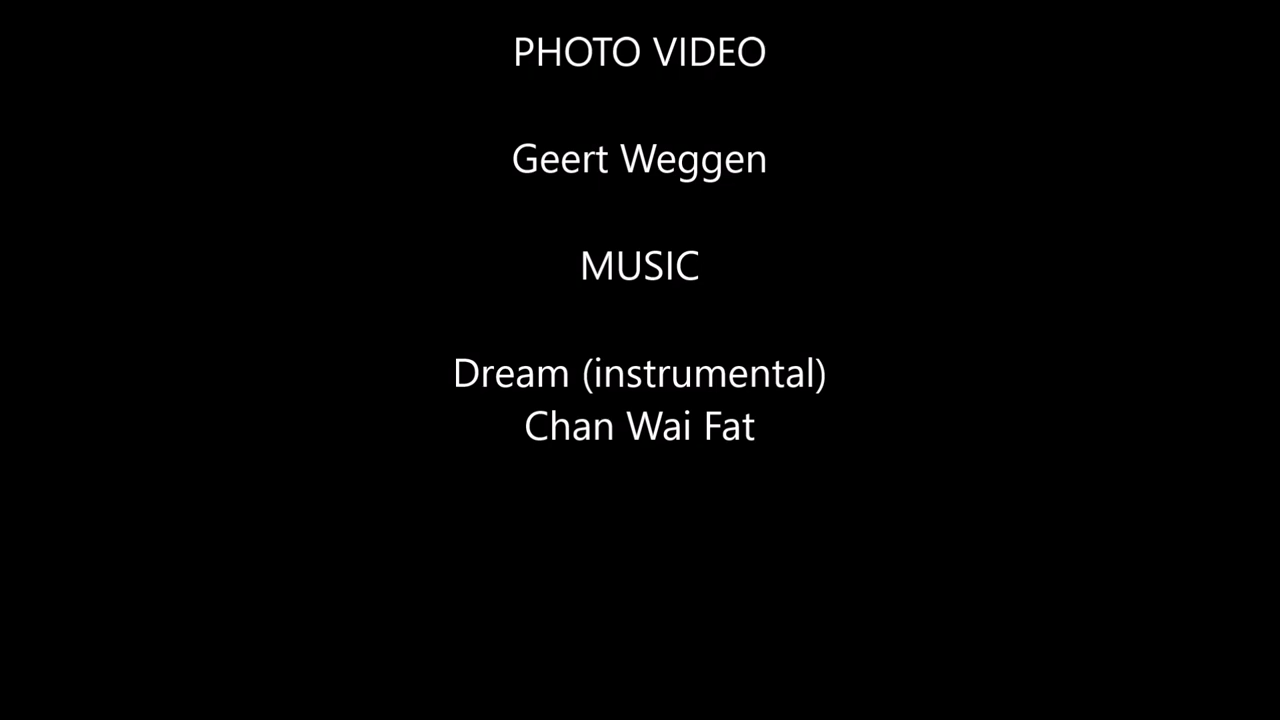 PHOTO VIDEO
Geert Weggen
MUSIC
Dream (instrumental)
Chan Wai Fat